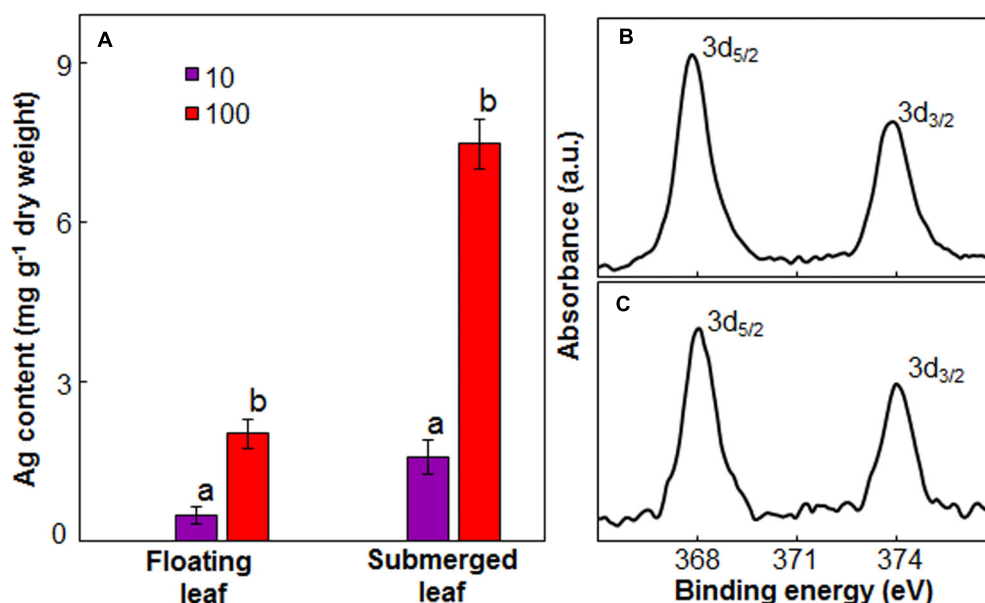 A
Ag content (mg g⁻¹ dry weight)
9
6
3
0
10
100
a
b
a
b
Floating
leaf
Submerged
leaf
B
3d₅/₂
3d₃/₂
Absorbance (a.u.)
C
3d₅/₂
3d₃/₂
368 371 374
Binding energy (eV)